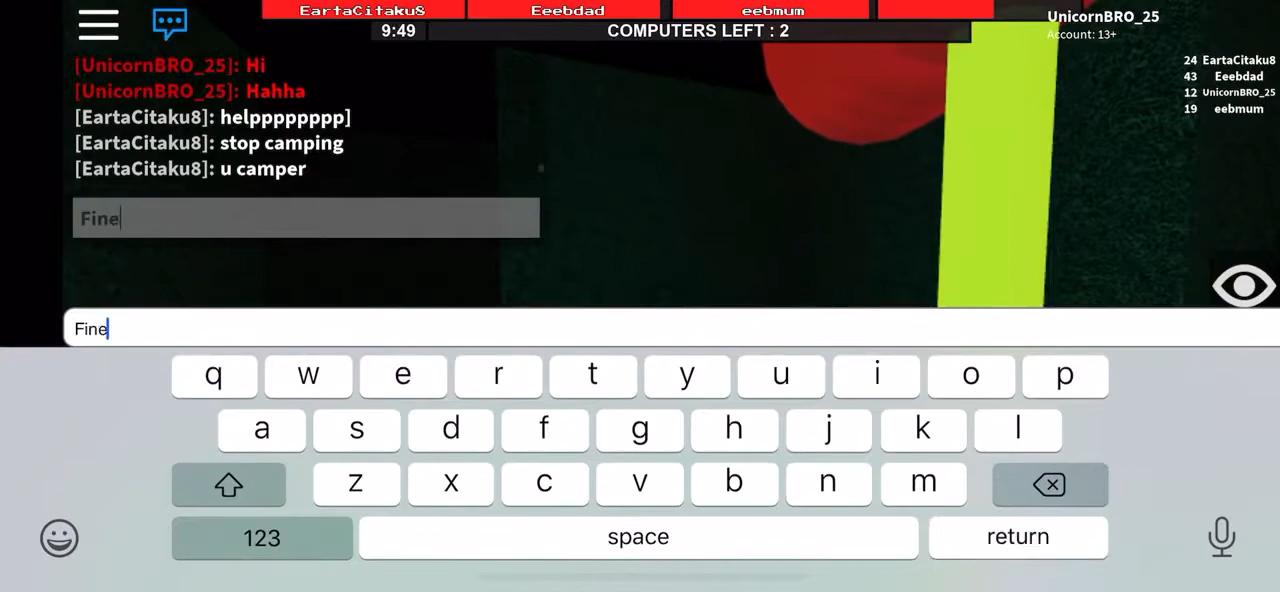 EartaCitaku8 Eeebdad eebmum
9:49 COMPUTERS LEFT : 2
UnicornBRO_25
Account: 13+
24 EartaCitaku8
43 Eeebdad
12 UnicornBRO_25
19 eebmum
[UnicornBRO_25]: Hi
[UnicornBRO_25]: Hahha
[EartaCitaku8]: helpppppppp]
[EartaCitaku8]: stop camping
[EartaCitaku8]: u camper
Fine
Fine
q w e r t y u i o p
a s d f g h j k l
z x c v b n m
123 space return